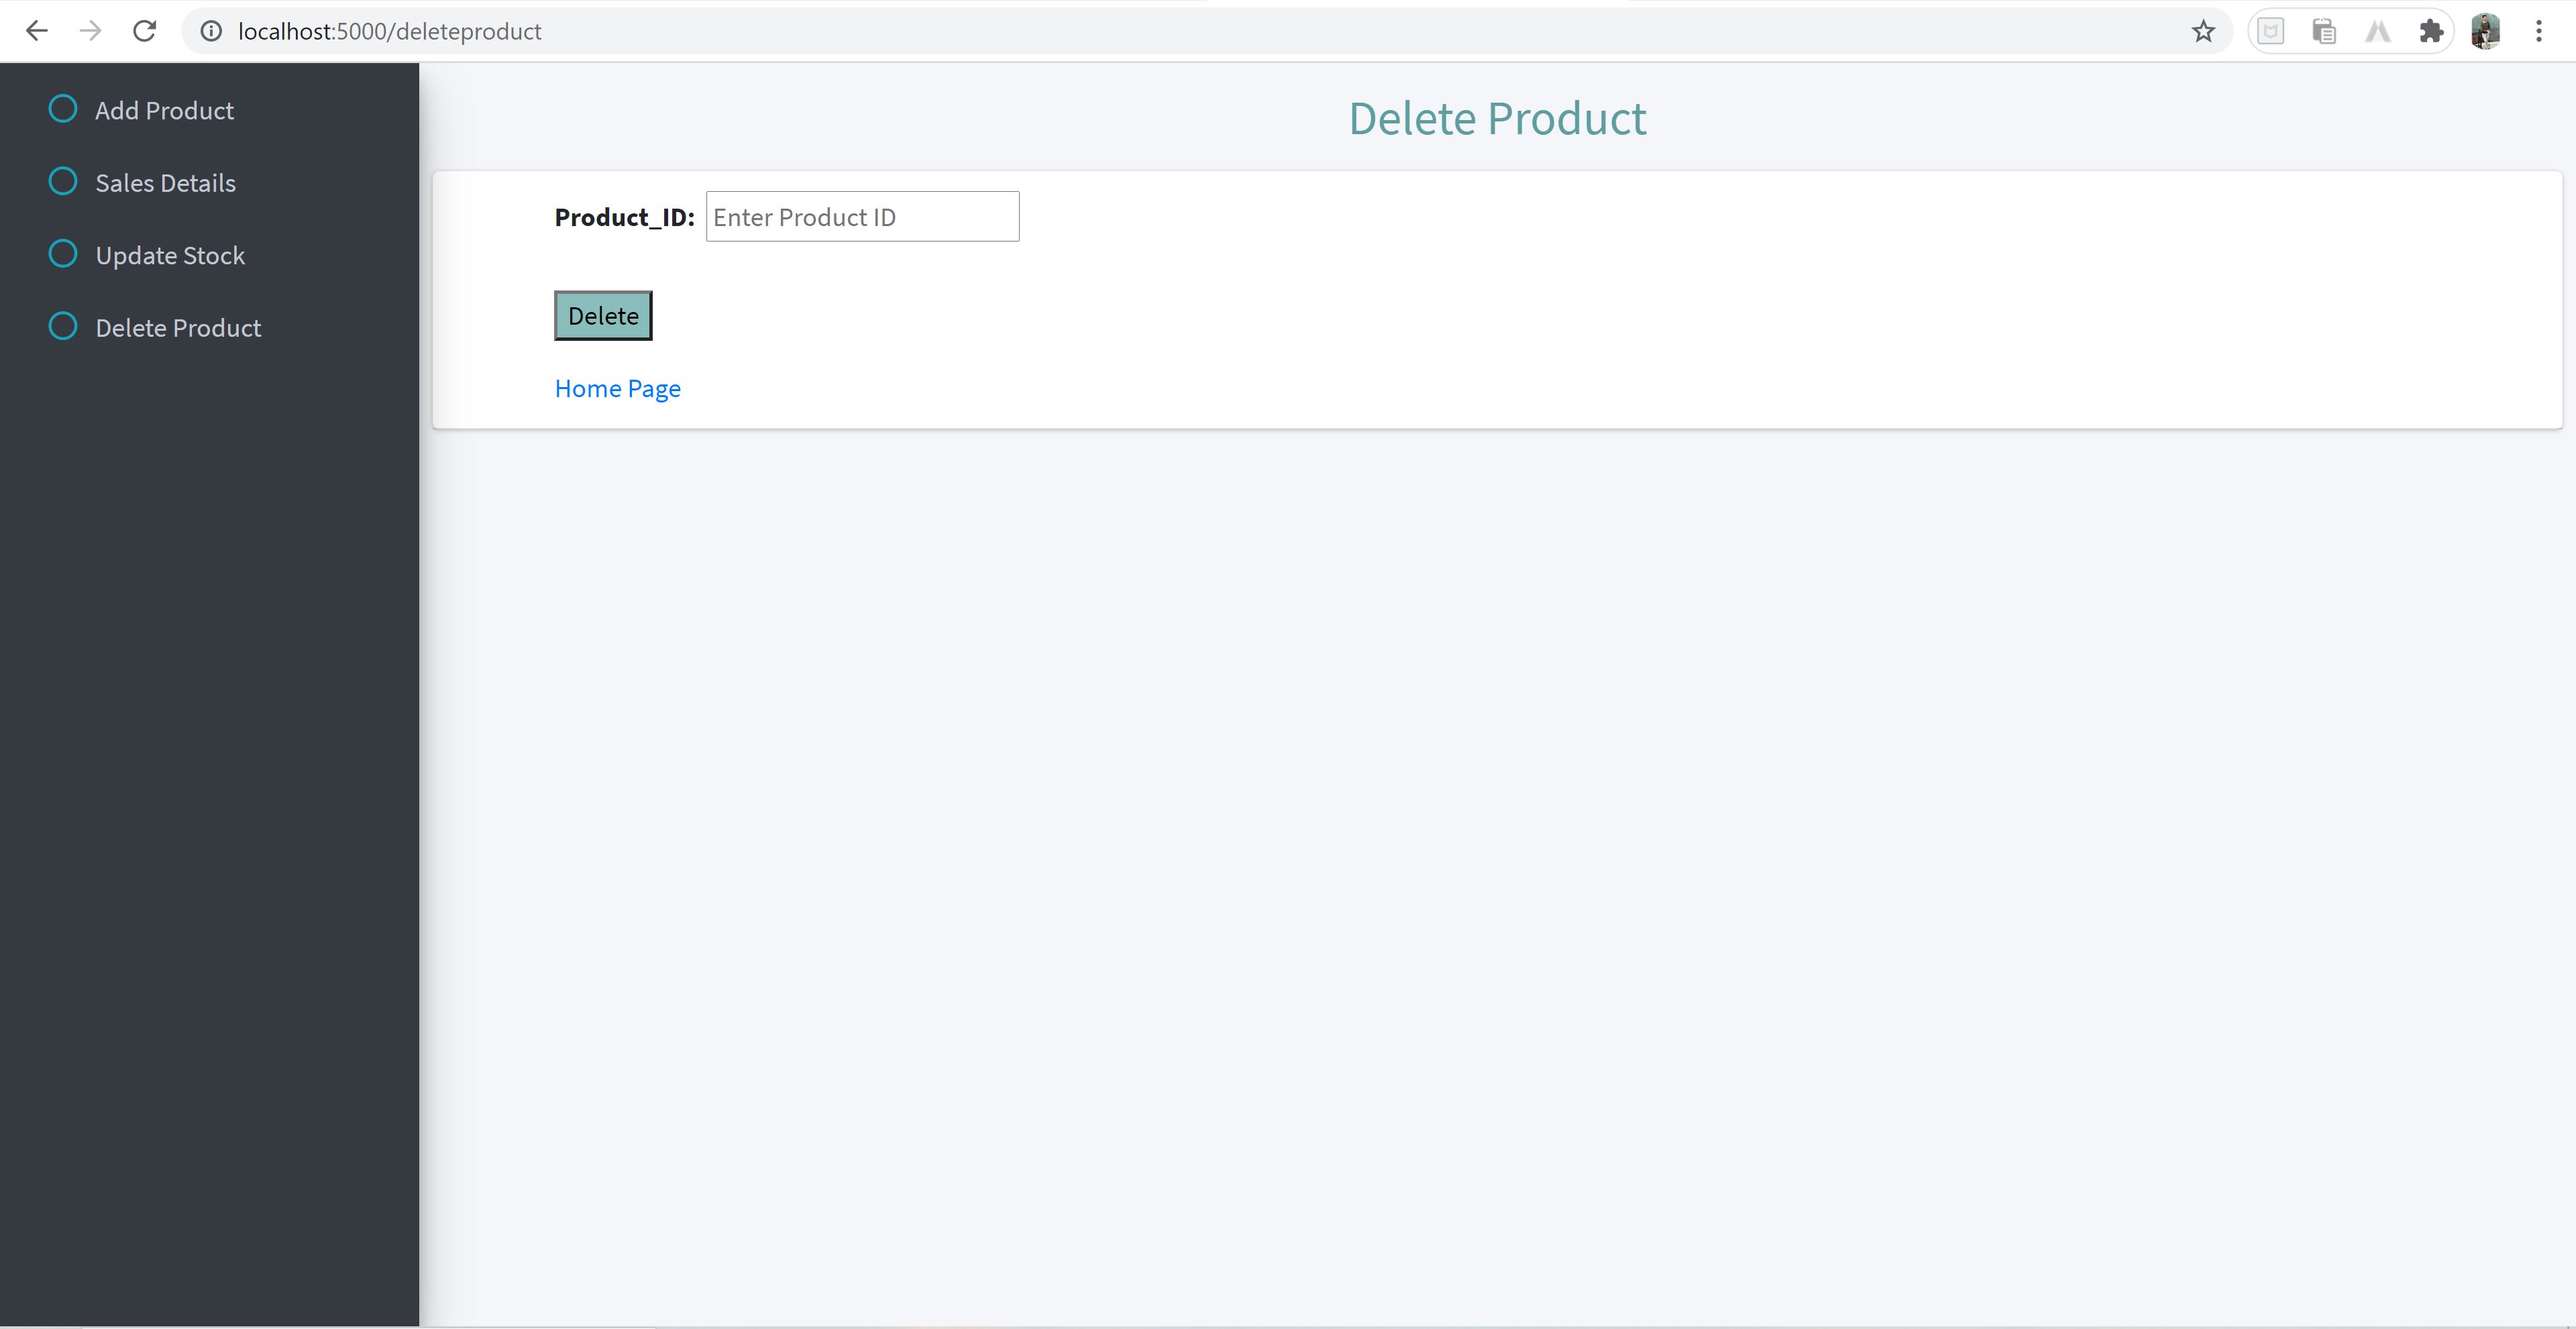 localhost:5000/deleteproduct
Add Product
Sales Details
Update Stock
Delete Product
Delete Product
Product_ID: Enter Product ID
Delete
Home Page